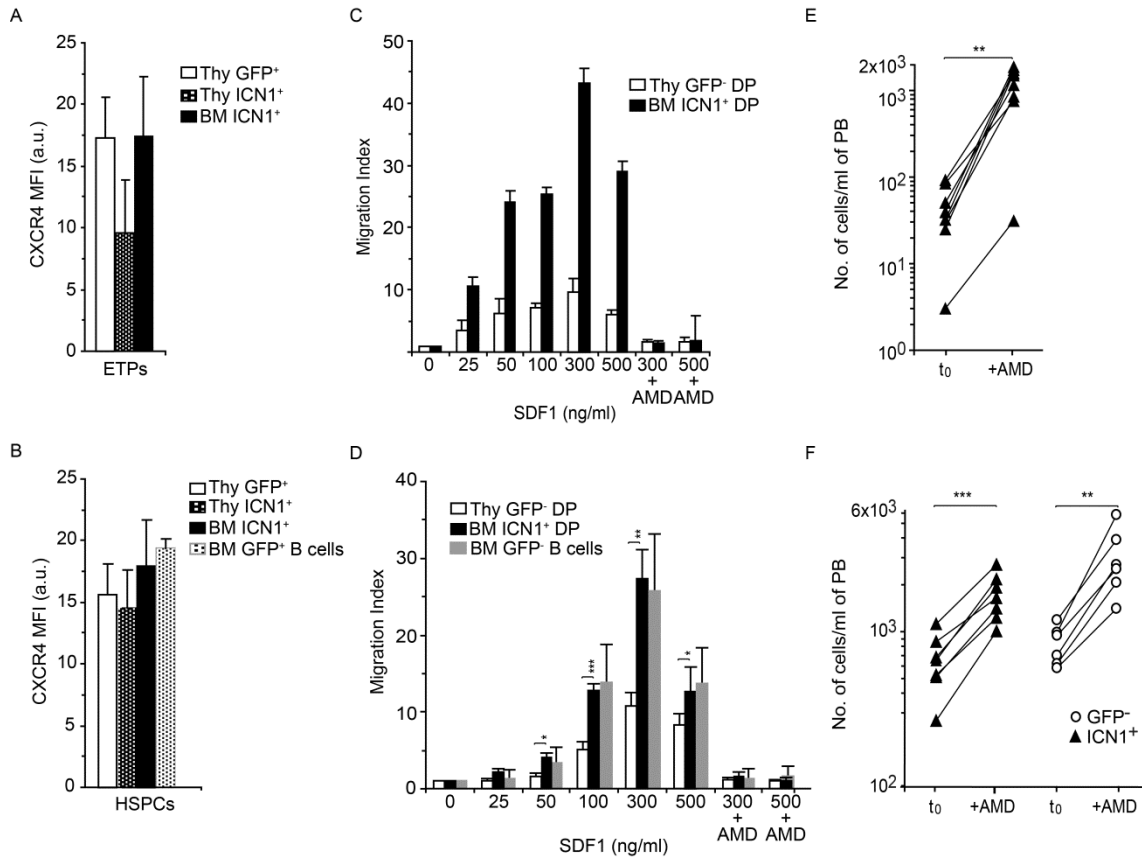 A
CXCR4 MFI (a.u.)
25
20
15
10
5
0
ETPs
Thy GFP⁺
Thy ICN1⁺
BM ICN1⁺
C
Migration Index
50
40
30
20
10
0
0 25 50 100 300 500 300 + AMD 500 + AMD
SDF1 (ng/ml)
Thy GFP⁻ DP
BM ICN1⁺ DP
E
No. of cells/ml of PB
2x10³
10³
10²
10¹
10⁰
**
t₀ +AMD
B
CXCR4 MFI (a.u.)
25
20
15
10
5
0
HSPCs
Thy GFP⁺
Thy ICN1⁺
BM ICN1⁺
BM GFP⁺ B cells
D
Migration Index
40
30
20
10
0
Thy GFP⁻ DP
BM ICN1⁺ DP
BM GFP⁻ B cells
* *** ** *
0 25 50 100 300 500 300 + AMD 500 + AMD
SDF1 (ng/ml)
F
No. of cells/ml of PB
6x10³
10³
10²
*** **
GFP⁻
ICN1⁺
t₀ +AMD t₀ +AMD